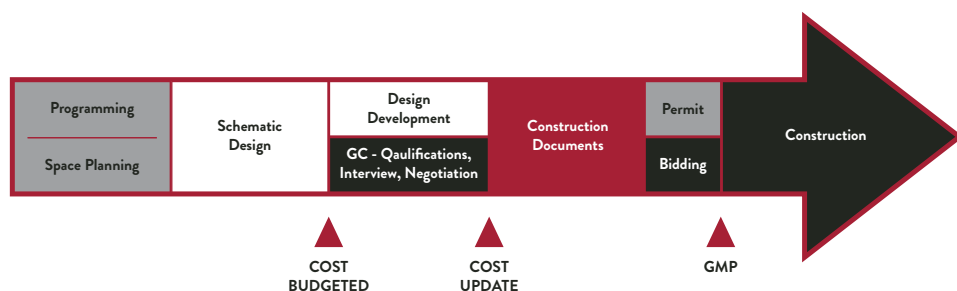 Programming
Space Planning
Schematic
Design
Design
Development
GC - Qaulifications,
Interview, Negotiation
Construction
Documents
Permit
Bidding
Construction
COST
BUDGETED
COST
UPDATE
GMP